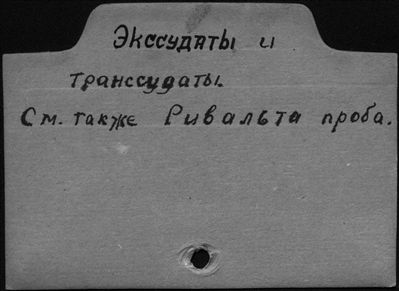 Экссудаты и
транссудаты.
См. также Ривальта проба.